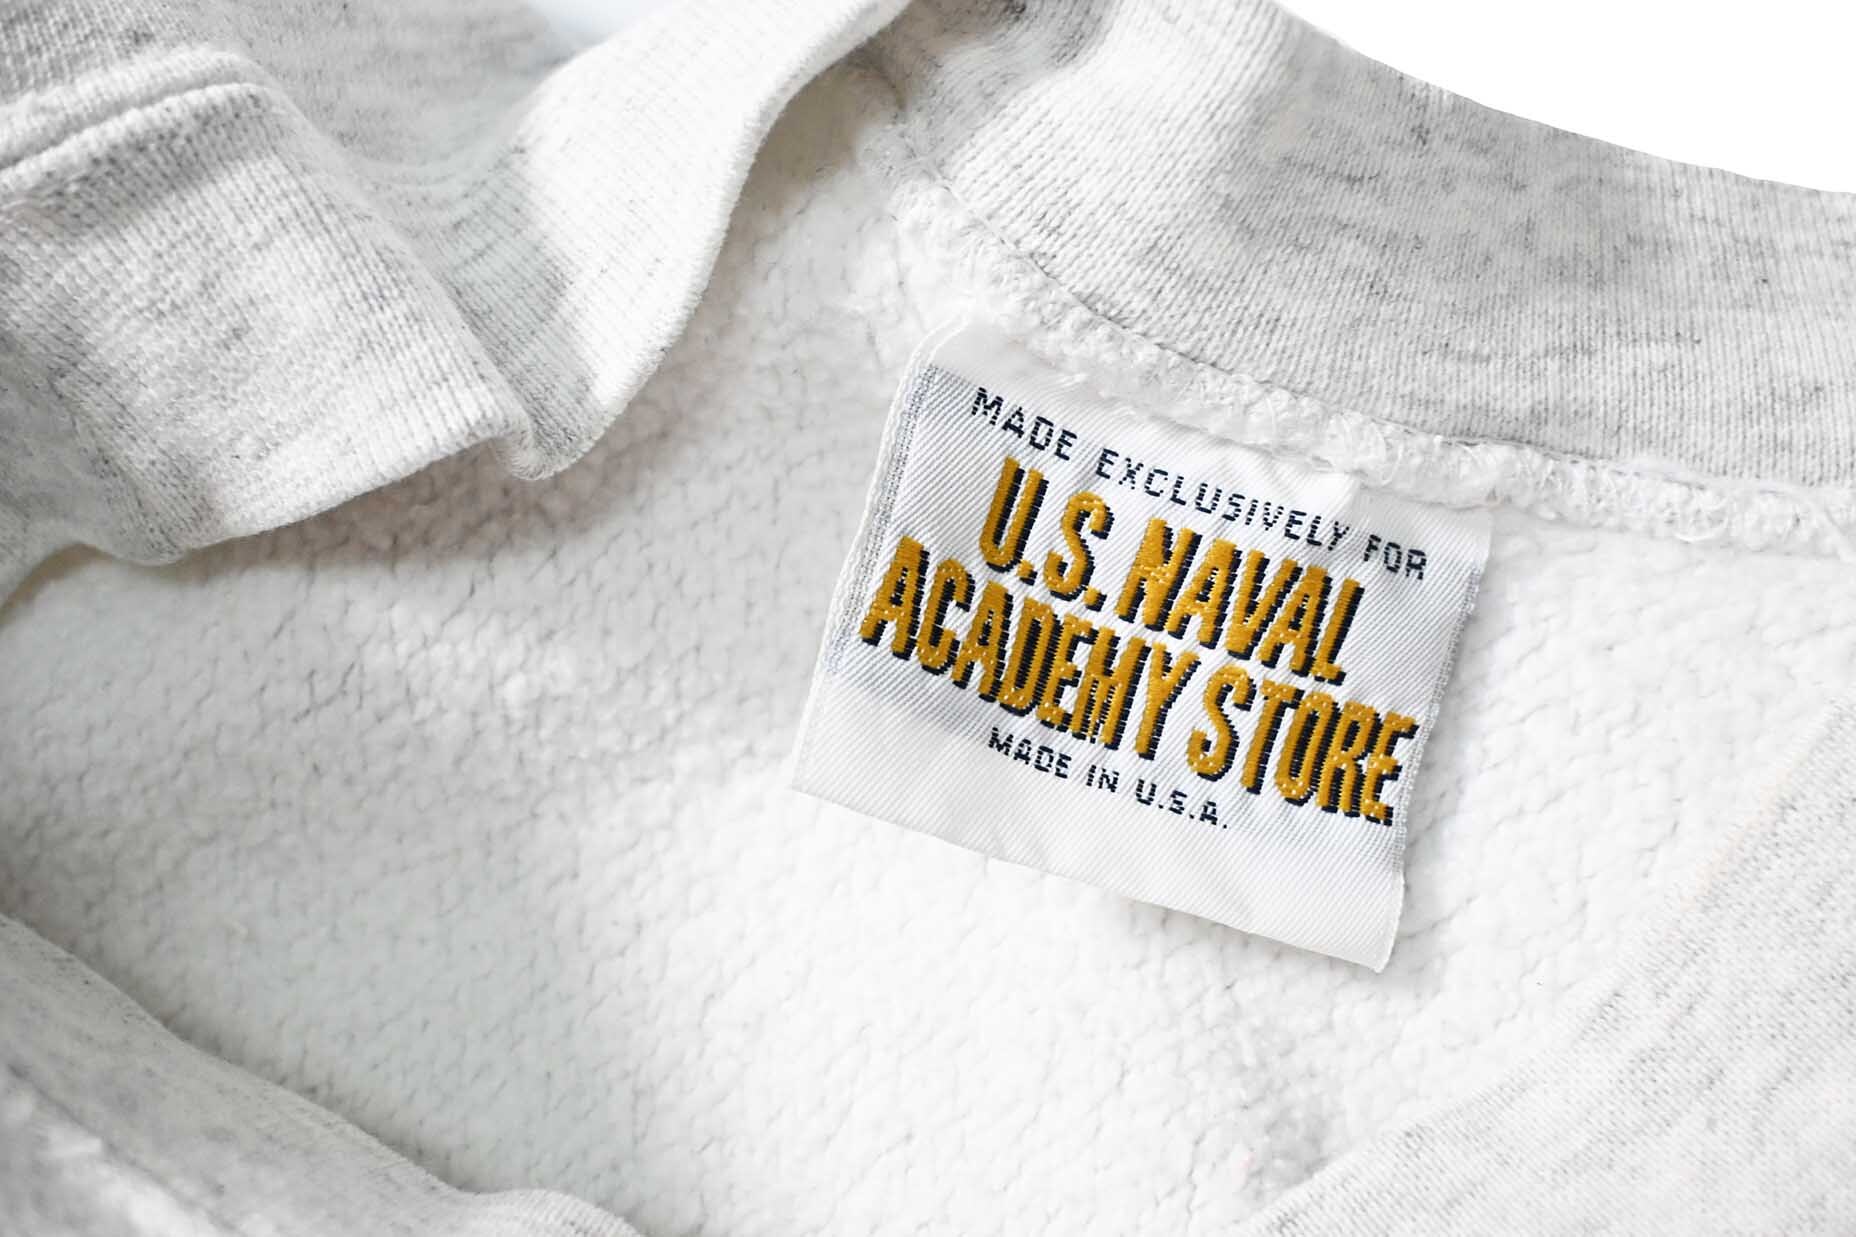 MADE EXCLUSIVELY FOR
U.S. NAVAL
ACADEMY STORE
MADE IN U.S.A.